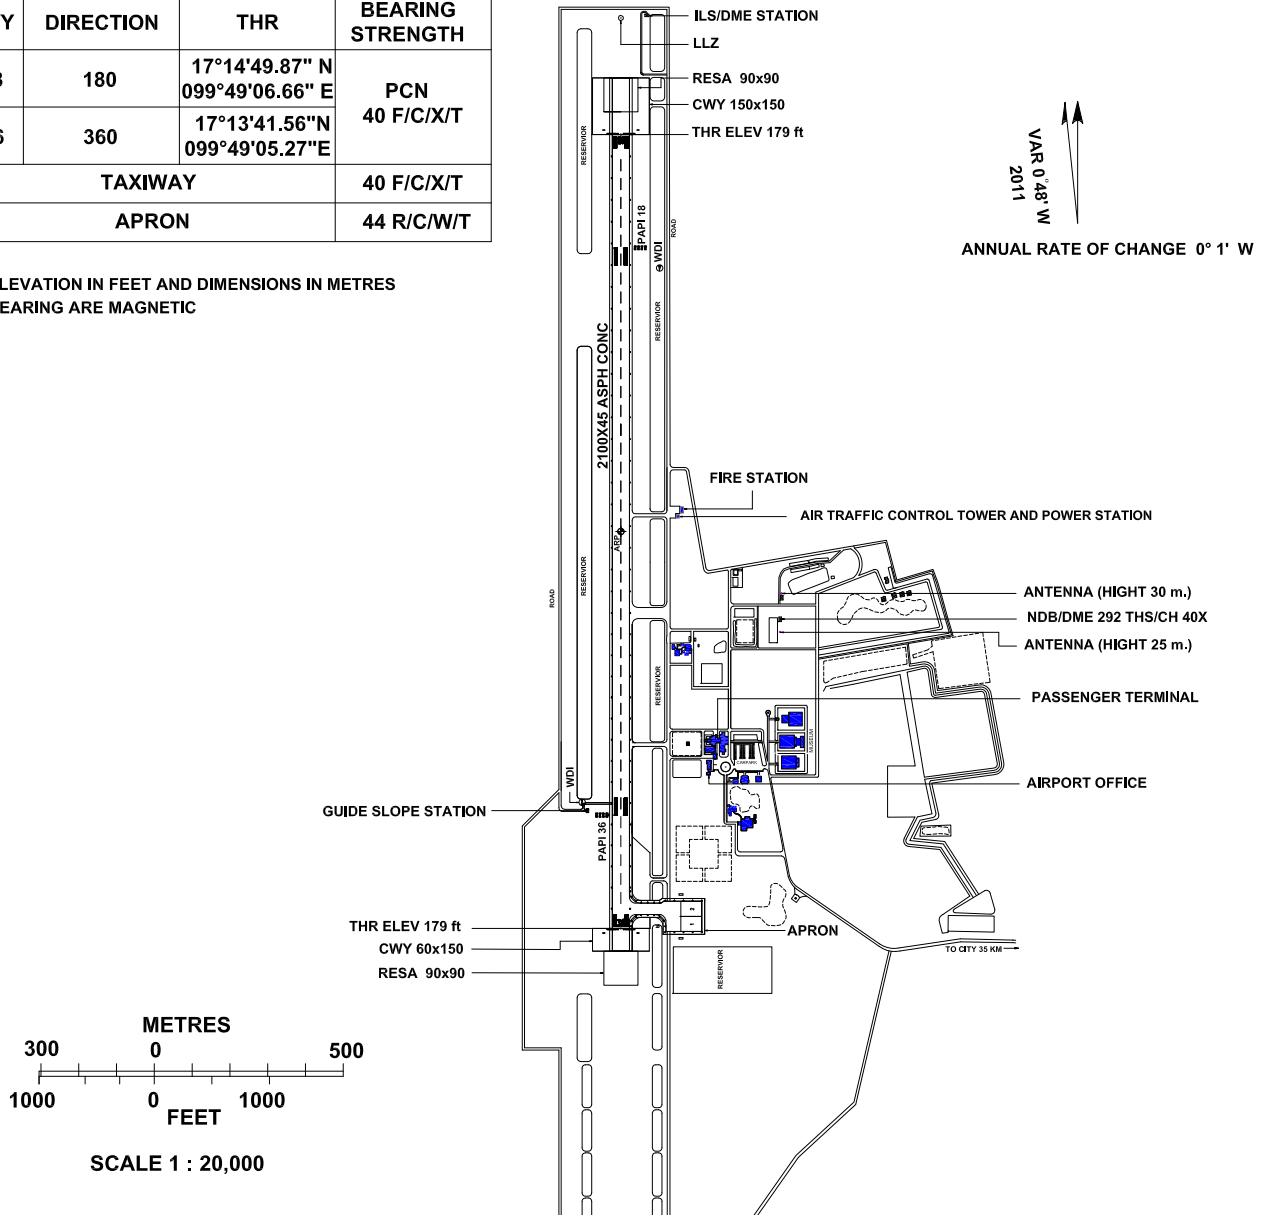 Y DIRECTION THR BEARING STRENGTH
8 180 17°14'49.87" N
099°49'06.66" E
PCN
40 F/C/X/T
6 360 17°13'41.56"N
099°49'05.27"E
TAXIWAY 40 F/C/X/T
APRON 44 R/C/W/T
LEVATION IN FEET AND DIMENSIONS IN METRES
EARING ARE MAGNETIC
ILS/DME STATION
LLZ
RESA 90x90
CWY 150x150
THR ELEV 179 ft
RESERVIOR
PAPI 18
WDI
ROAD
RESERVIOR
2100X45 ASPH CONC
VAR 0°48' W
2011
ANNUAL RATE OF CHANGE 0° 1' W
FIRE STATION
AIR TRAFFIC CONTROL TOWER AND POWER STATION
ARP
RESERVIOR
ROAD
ANTENNA (HIGHT 30 m.)
NDB/DME 292 THS/CH 40X
ANTENNA (HIGHT 25 m.)
RESERVIOR
PASSENGER TERMINAL
MUSEUM
CARPARK
AIRPORT OFFICE
WDI
GUIDE SLOPE STATION
PAPI 36
THR ELEV 179 ft
CWY 60x150
RESA 90x90
2
1
APRON
TO CITY 35 KM
RESERVIOR
METRES
300 0 500
1000 0 1000
FEET
SCALE 1 : 20,000